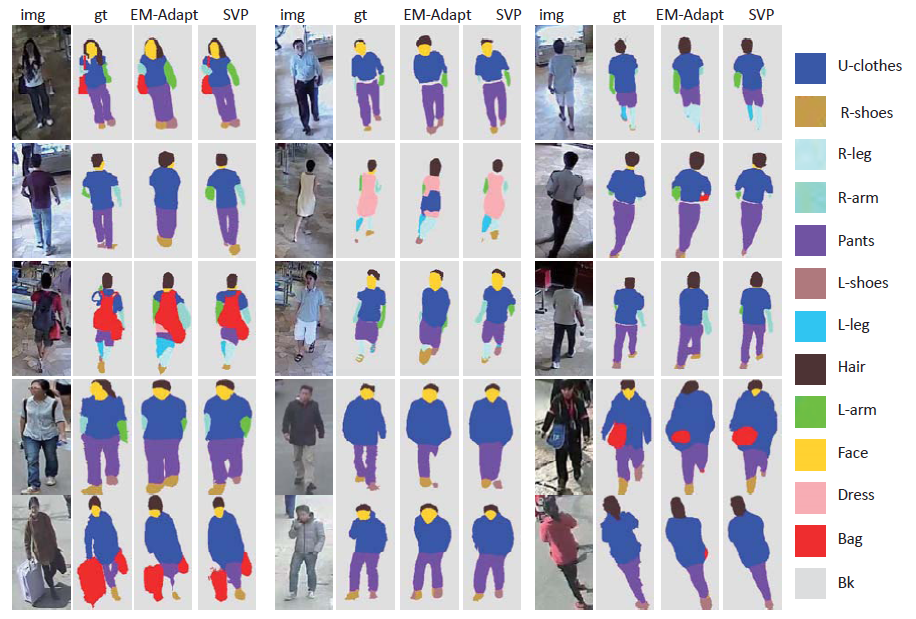 img gt EM-Adapt SVP img gt EM-Adapt SVP img gt EM-Adapt SVP
U-clothes
R-shoes
R-leg
R-arm
Pants
L-shoes
L-leg
Hair
L-arm
Face
Dress
Bag
Bk